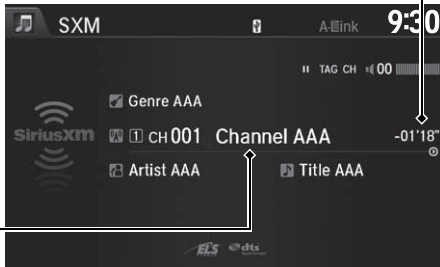 SXM A-Link 9:30
TAG CH 00
Genre AAA
SiriusXM 1 CH 001 Channel AAA -01'18"
Artist AAA Title AAA
ELS dts